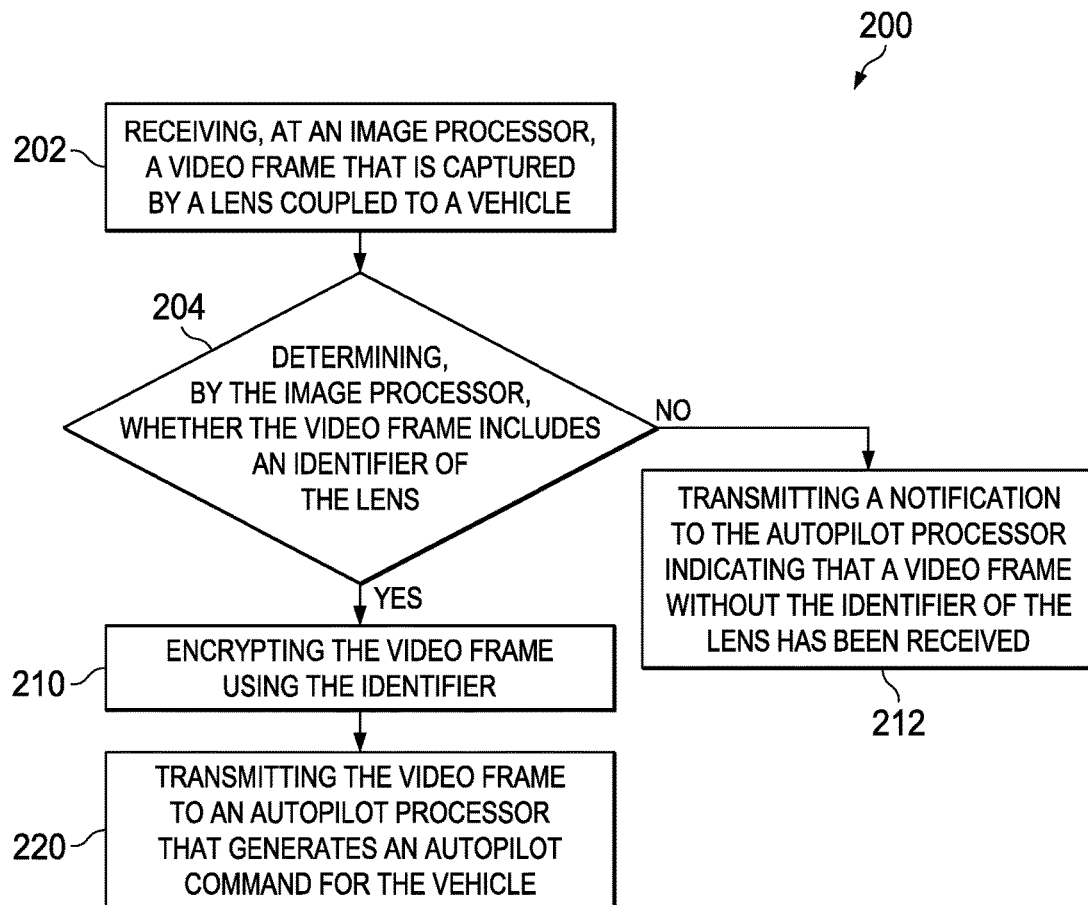 200
202
RECEIVING, AT AN IMAGE PROCESSOR,
A VIDEO FRAME THAT IS CAPTURED
BY A LENS COUPLED TO A VEHICLE
204
DETERMINING,
BY THE IMAGE PROCESSOR,
WHETHER THE VIDEO FRAME INCLUDES
AN IDENTIFIER OF
THE LENS
NO
TRANSMITTING A NOTIFICATION
TO THE AUTOPILOT PROCESSOR
INDICATING THAT A VIDEO FRAME
WITHOUT THE IDENTIFIER OF THE
LENS HAS BEEN RECEIVED
212
YES
210
ENCRYPTING THE VIDEO FRAME
USING THE IDENTIFIER
220
TRANSMITTING THE VIDEO FRAME
TO AN AUTOPILOT PROCESSOR
THAT GENERATES AN AUTOPILOT
COMMAND FOR THE VEHICLE